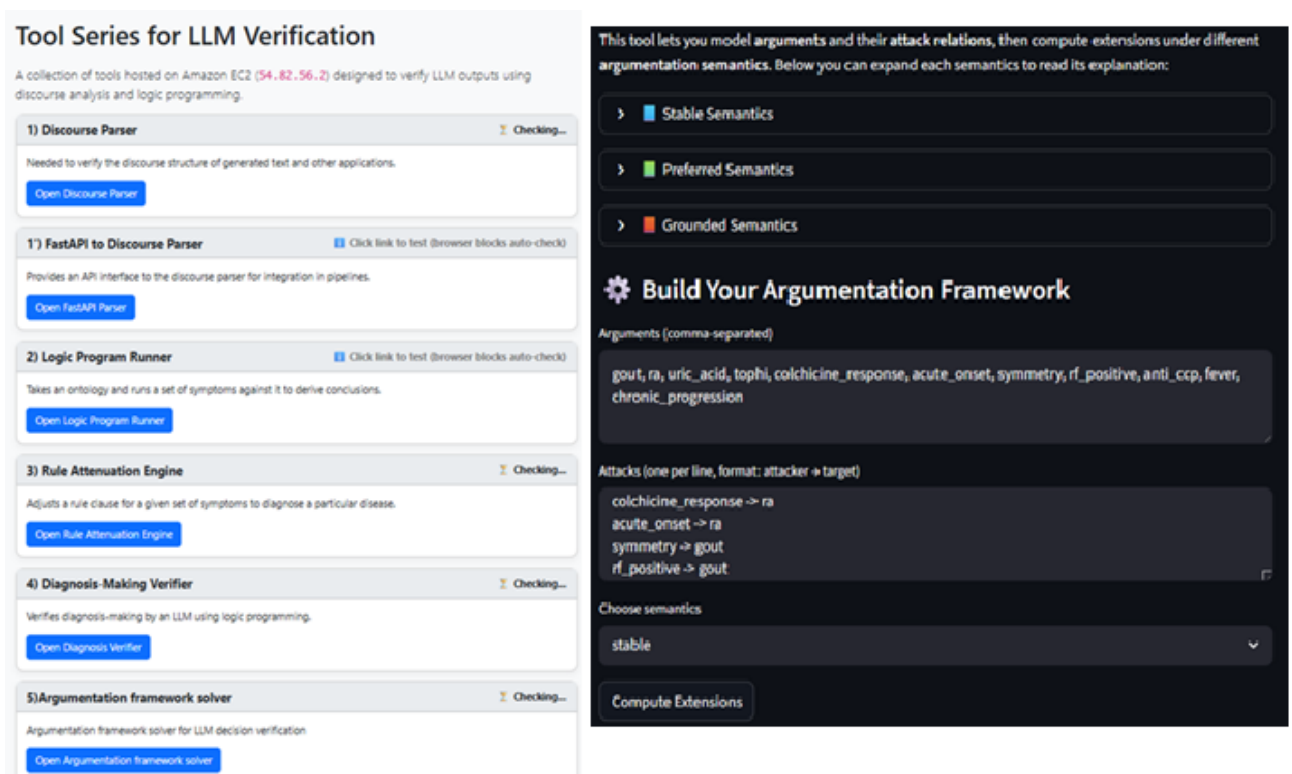 Tool Series for LLM Verification
A collection of tools hosted on Amazon EC2 (54.82.56.2) designed to verify LLM outputs using
discourse analysis and logic programming.
1) Discourse Parser
Checking...
Needed to verify the discourse structure of generated text and other applications.
Open Discourse Parser
1') FastAPI to Discourse Parser
Click link to test (browser blocks auto-check)
Provides an API interface to the discourse parser for integration in pipelines.
Open FastAPI Parser
2) Logic Program Runner
Click link to test (browser blocks auto-check)
Takes an ontology and runs a set of symptoms against it to derive conclusions.
Open Logic Program Runner
3) Rule Attenuation Engine
Checking...
Adjusts a rule clause for a given set of symptoms to diagnose a particular disease.
Open Rule Attenuation Engine
4) Diagnosis-Making Verifier
Checking...
Verifies diagnosis-making by an LLM using logic programming.
Open Diagnosis Verifier
5)Argumentation framework solver
Checking...
Argumentation framework solver for LLM decision verification
Open Argumentation framework solver
This tool lets you model arguments and their attack relations, then compute extensions under different
argumentation semantics. Below you can expand each semantics to read its explanation:
Stable Semantics
Preferred Semantics
Grounded Semantics
Build Your Argumentation Framework
Arguments (comma-separated)
gout, ra, uric_acid, tophi, colchicine_response, acute_onset, symmetry, rf_positive, anti_ccp, fever,
chronic_progression
Attacks (one per line, format: attacker -> target)
colchicine_response -> ra
acute_onset -> ra
symmetry -> gout
rf_positive -> gout
Choose semantics
stable
Compute Extensions